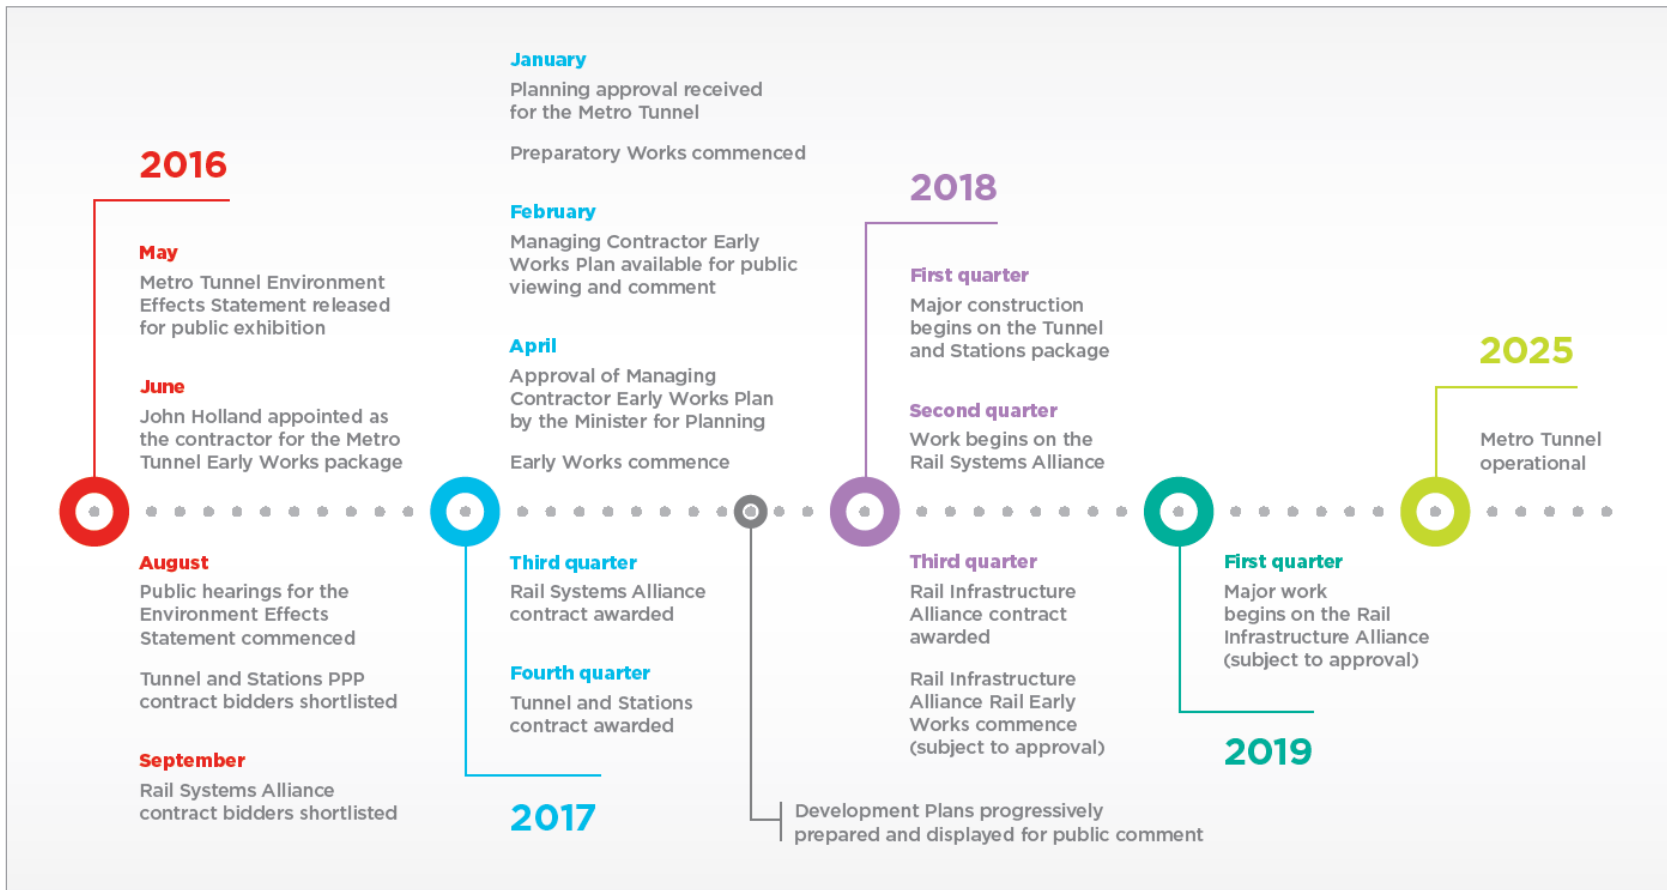 2016
May
Metro Tunnel Environment
Effects Statement released
for public exhibition
June
John Holland appointed as
the contractor for the Metro
Tunnel Early Works package
August
Public hearings for the
Environment Effects
Statement commenced
Tunnel and Stations PPP
contract bidders shortlisted
September
Rail Systems Alliance
contract bidders shortlisted
January
Planning approval received
for the Metro Tunnel
Preparatory Works commenced
February
Managing Contractor Early
Works Plan available for public
viewing and comment
April
Approval of Managing
Contractor Early Works Plan
by the Minister for Planning
Early Works commence
Third quarter
Rail Systems Alliance
contract awarded
Fourth quarter
Tunnel and Stations
contract awarded
2017
Development Plans progressively
prepared and displayed for public comment
2018
First quarter
Major construction
begins on the Tunnel
and Stations package
Second quarter
Work begins on the
Rail Systems Alliance
Third quarter
Rail Infrastructure
Alliance contract
awarded
Rail Infrastructure
Alliance Rail Early
Works commence
(subject to approval)
First quarter
Major work
begins on the Rail
Infrastructure Alliance
(subject to approval)
2019
2025
Metro Tunnel
operational